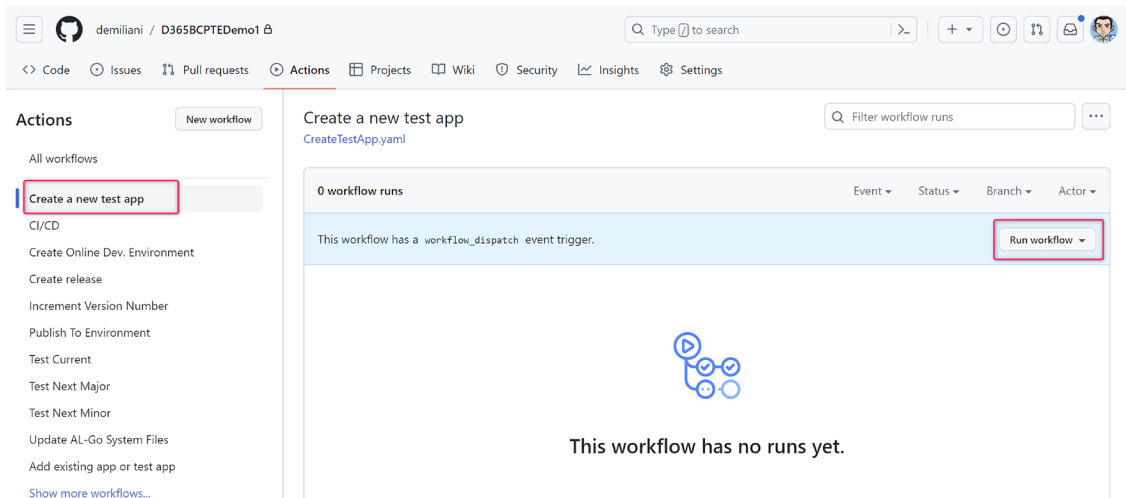 demiliani / D365BCPTEDemo1
Type / to search
Code Issues Pull requests Actions Projects Wiki Security Insights Settings
Actions
New workflow
All workflows
Create a new test app
CI/CD
Create Online Dev. Environment
Create release
Increment Version Number
Publish To Environment
Test Current
Test Next Major
Test Next Minor
Update AL-Go System Files
Add existing app or test app
Show more workflows...
Create a new test app
CreateTestApp.yaml
Filter workflow runs
0 workflow runs
Event Status Branch Actor
This workflow has a workflow_dispatch event trigger.
Run workflow
This workflow has no runs yet.